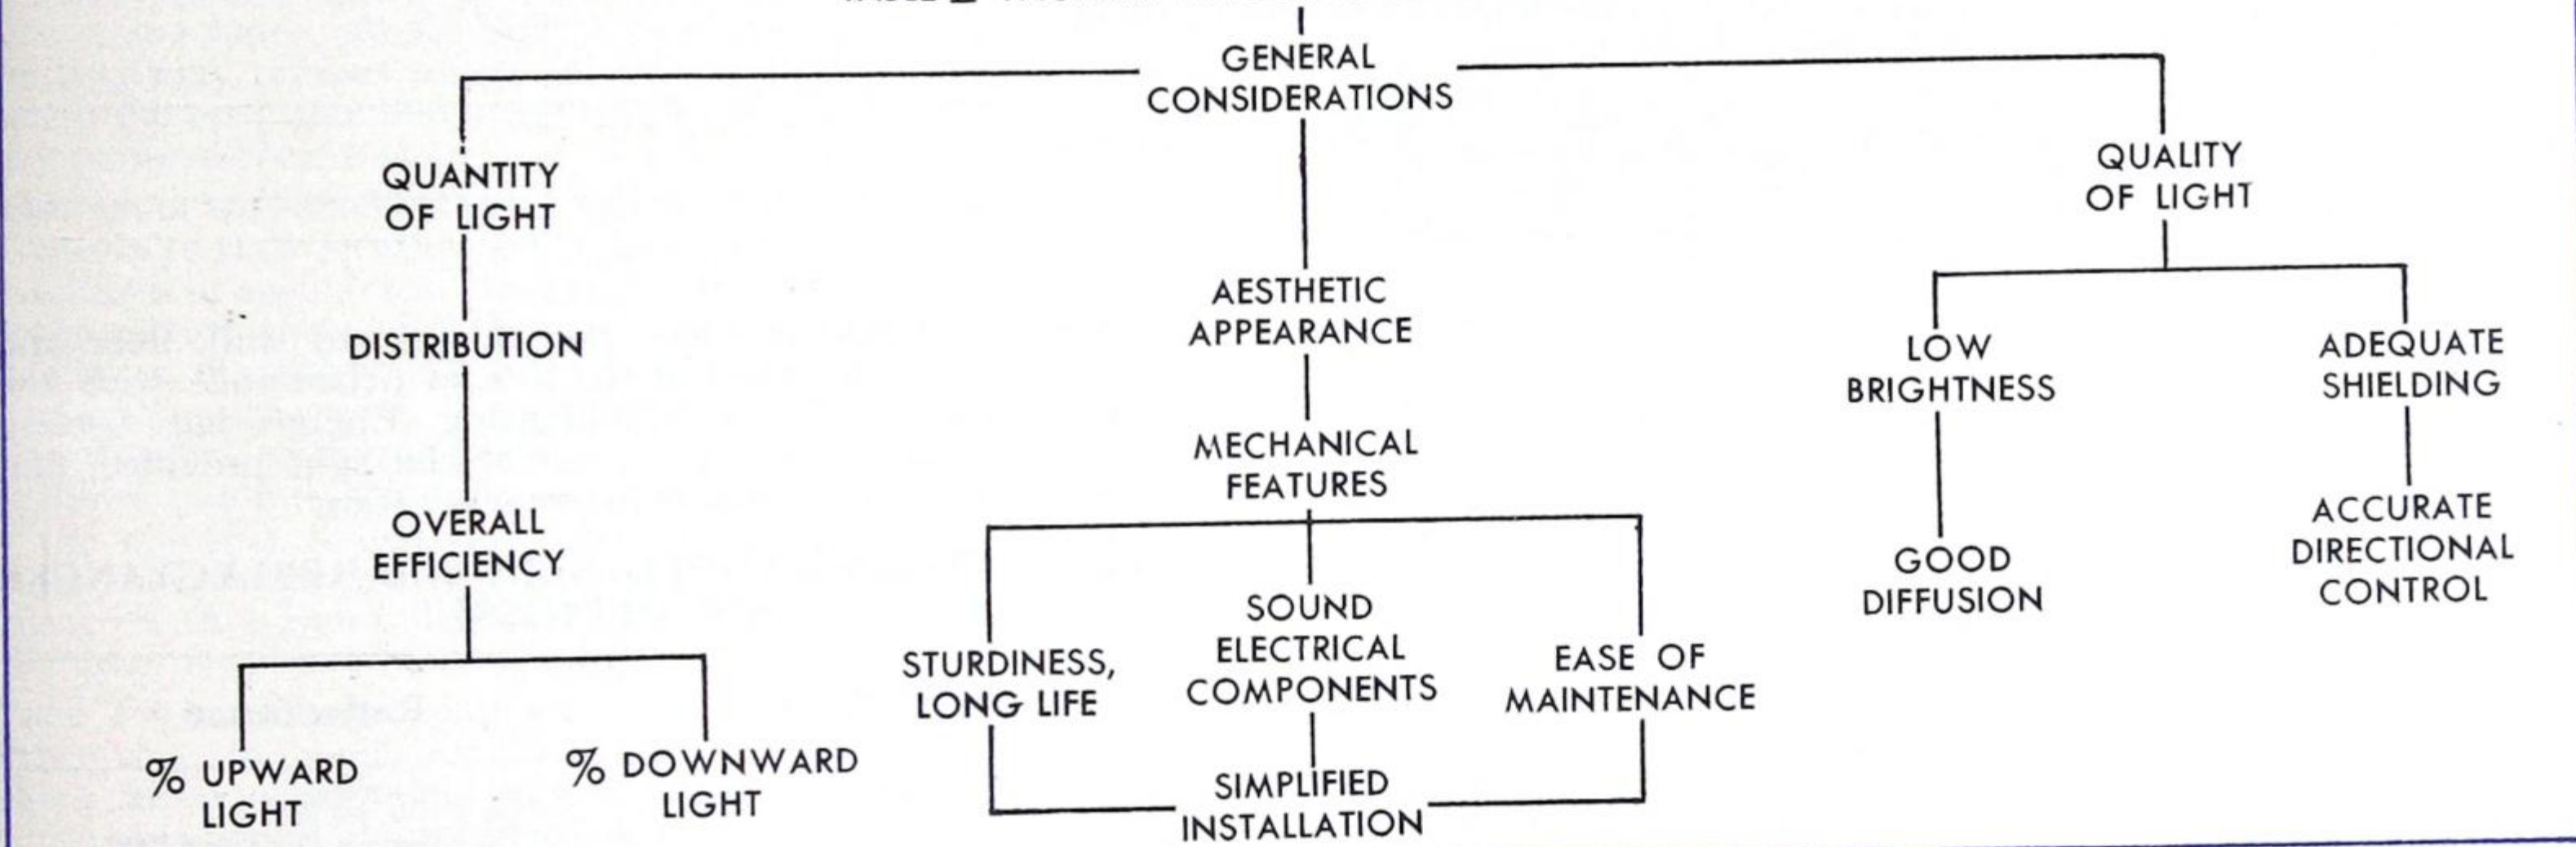 GENERAL
CONSIDERATIONS
QUANTITY
OF LIGHT
DISTRIBUTION
OVERALL
EFFICIENCY
% UPWARD
LIGHT
% DOWNWARD
LIGHT
AESTHETIC
APPEARANCE
MECHANICAL
FEATURES
STURDINESS,
LONG LIFE
SOUND
ELECTRICAL
COMPONENTS
EASE OF
MAINTENANCE
SIMPLIFIED
INSTALLATION
QUALITY
OF LIGHT
LOW
BRIGHTNESS
GOOD
DIFFUSION
ADEQUATE
SHIELDING
ACCURATE
DIRECTIONAL
CONTROL